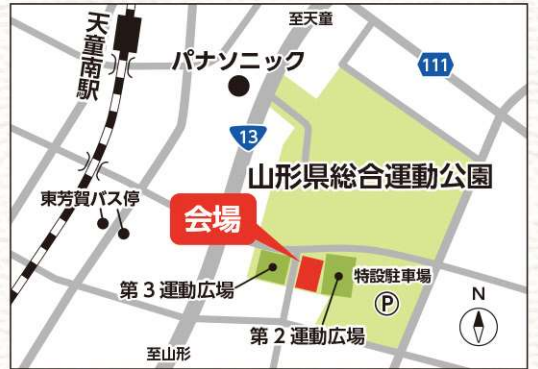 至天童
天童南駅
パナソニック
111
13
山形県総合運動公園
東芳賀バス停
会場
特設駐車場
P
第3運動広場
第2運動広場
N
至山形